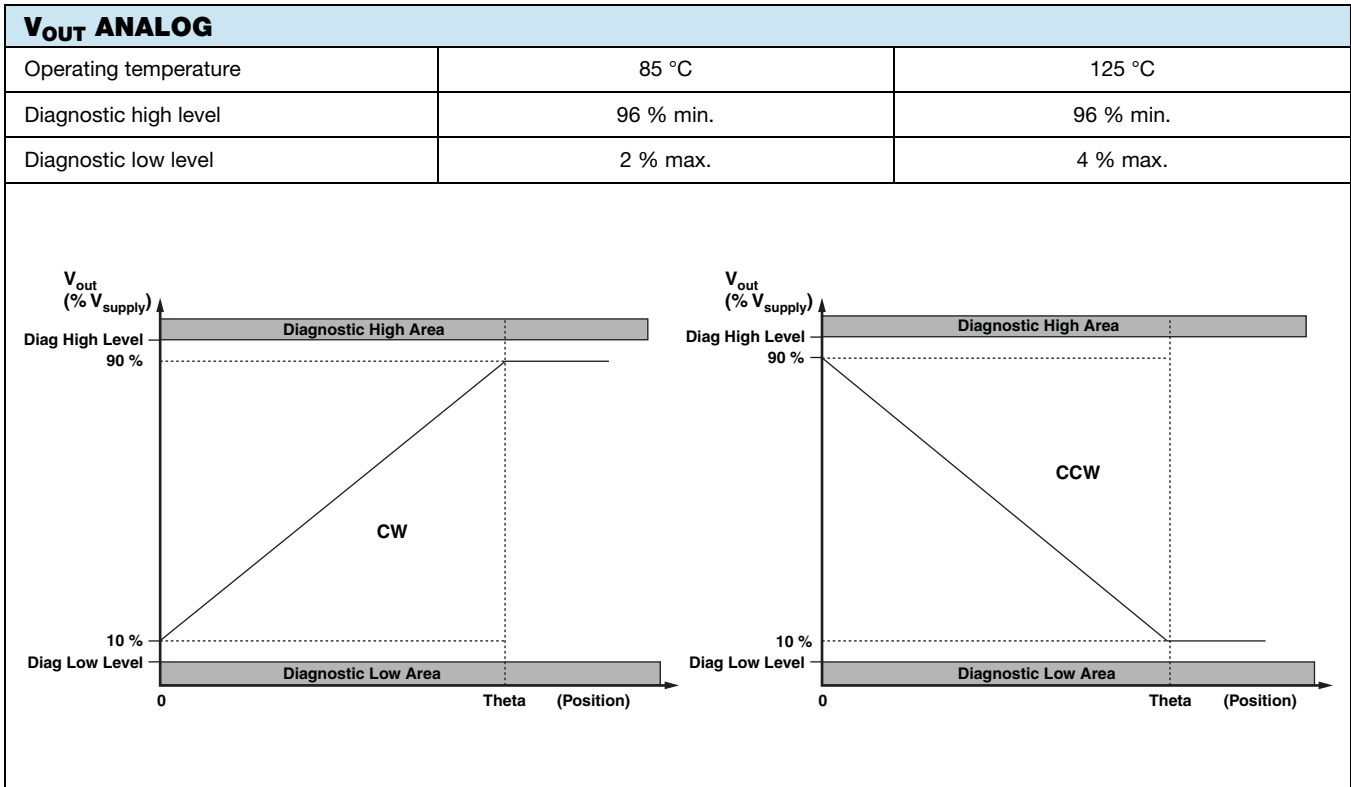 VOUT ANALOG
Operating temperature 85 °C 125 °C
Diagnostic high level 96 % min. 96 % min.
Diagnostic low level 2 % max. 4 % max.
Vout
(% Vsupply)
Diagnostic High Area
Diag High Level
90 %
CW
10 %
Diag Low Level
Diagnostic Low Area
0 Theta (Position)
Vout
(% Vsupply)
Diagnostic High Area
Diag High Level
90 %
CCW
10 %
Diag Low Level
Diagnostic Low Area
0 Theta (Position)